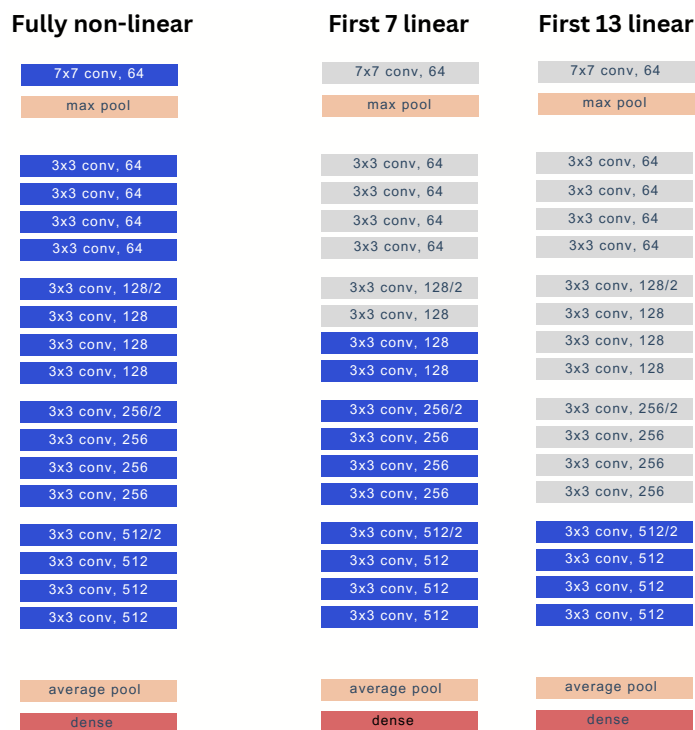 Fully non-linear
7x7 conv, 64
max pool
3x3 conv, 64
3x3 conv, 64
3x3 conv, 64
3x3 conv, 64
3x3 conv, 128/2
3x3 conv, 128
3x3 conv, 128
3x3 conv, 128
3x3 conv, 256/2
3x3 conv, 256
3x3 conv, 256
3x3 conv, 256
3x3 conv, 512/2
3x3 conv, 512
3x3 conv, 512
3x3 conv, 512
average pool
dense
First 7 linear
7x7 conv, 64
max pool
3x3 conv, 64
3x3 conv, 64
3x3 conv, 64
3x3 conv, 64
3x3 conv, 128/2
3x3 conv, 128
3x3 conv, 128
3x3 conv, 128
3x3 conv, 256/2
3x3 conv, 256
3x3 conv, 256
3x3 conv, 256
3x3 conv, 512/2
3x3 conv, 512
3x3 conv, 512
3x3 conv, 512
average pool
dense
First 13 linear
7x7 conv, 64
max pool
3x3 conv, 64
3x3 conv, 64
3x3 conv, 64
3x3 conv, 64
3x3 conv, 128/2
3x3 conv, 128
3x3 conv, 128
3x3 conv, 128
3x3 conv, 256/2
3x3 conv, 256
3x3 conv, 256
3x3 conv, 256
3x3 conv, 512/2
3x3 conv, 512
3x3 conv, 512
3x3 conv, 512
average pool
dense